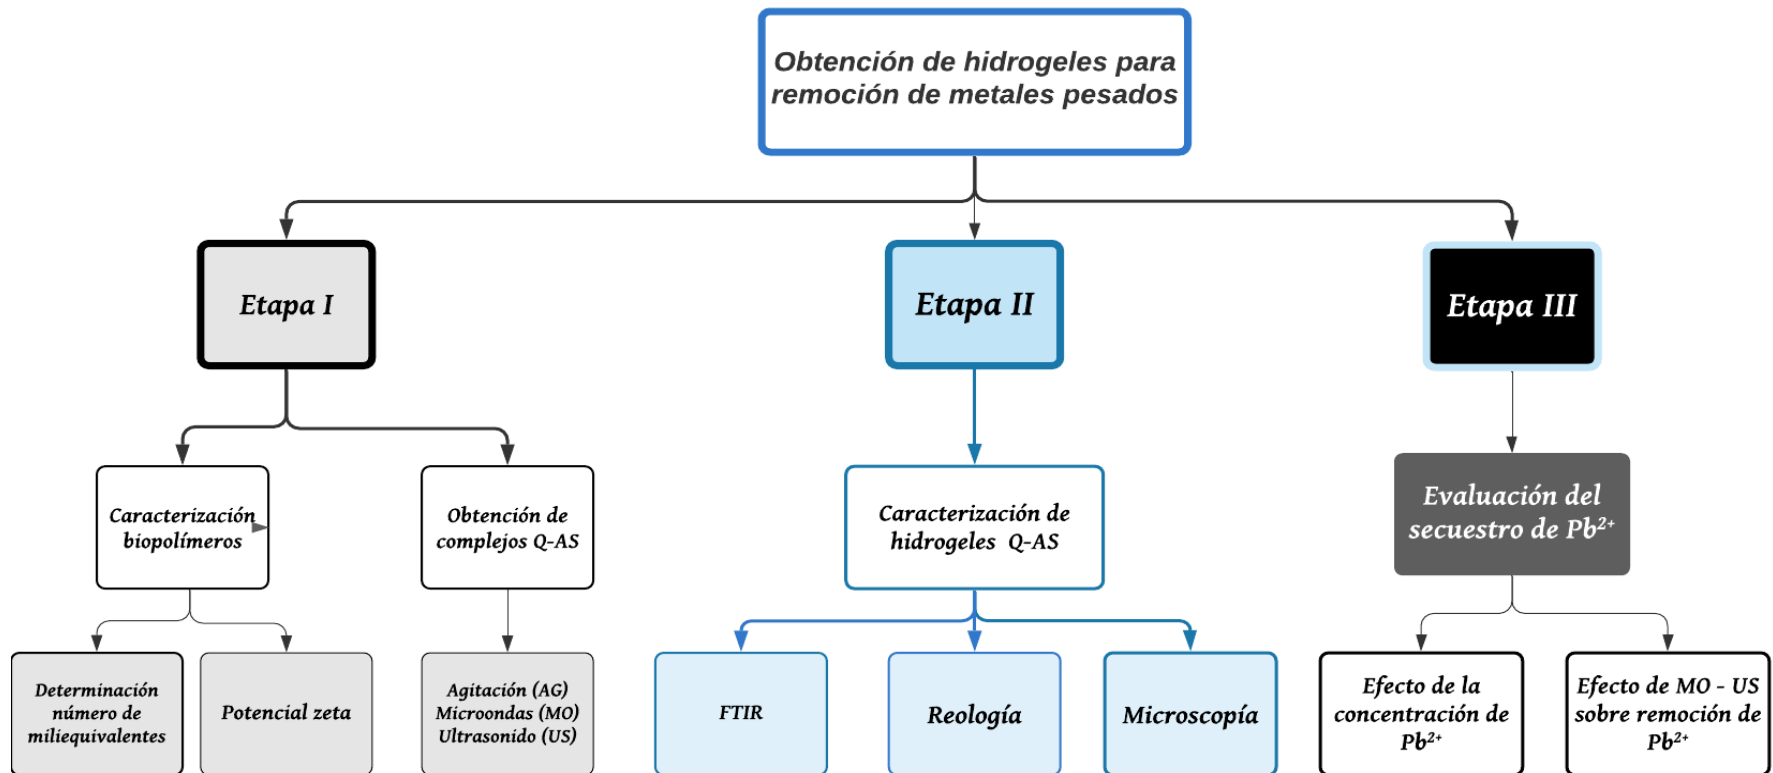 Obtención de hidrogeles para
remoción de metales pesados
Etapa I
Etapa II
Etapa III
Caracterización
biopolímeros
Obtención de
complejos Q-AS
Caracterización de
hidrogeles Q-AS
Evaluación del
secuestro de Pb²⁺
Determinación
número de
miliequivalentes
Potencial zeta
Agitación (AG)
Microondas (MO)
Ultrasonido (US)
FTIR
Reología
Microscopía
Efecto de la
concentración de
Pb²⁺
Efecto de MO - US
sobre remoción de
Pb²⁺